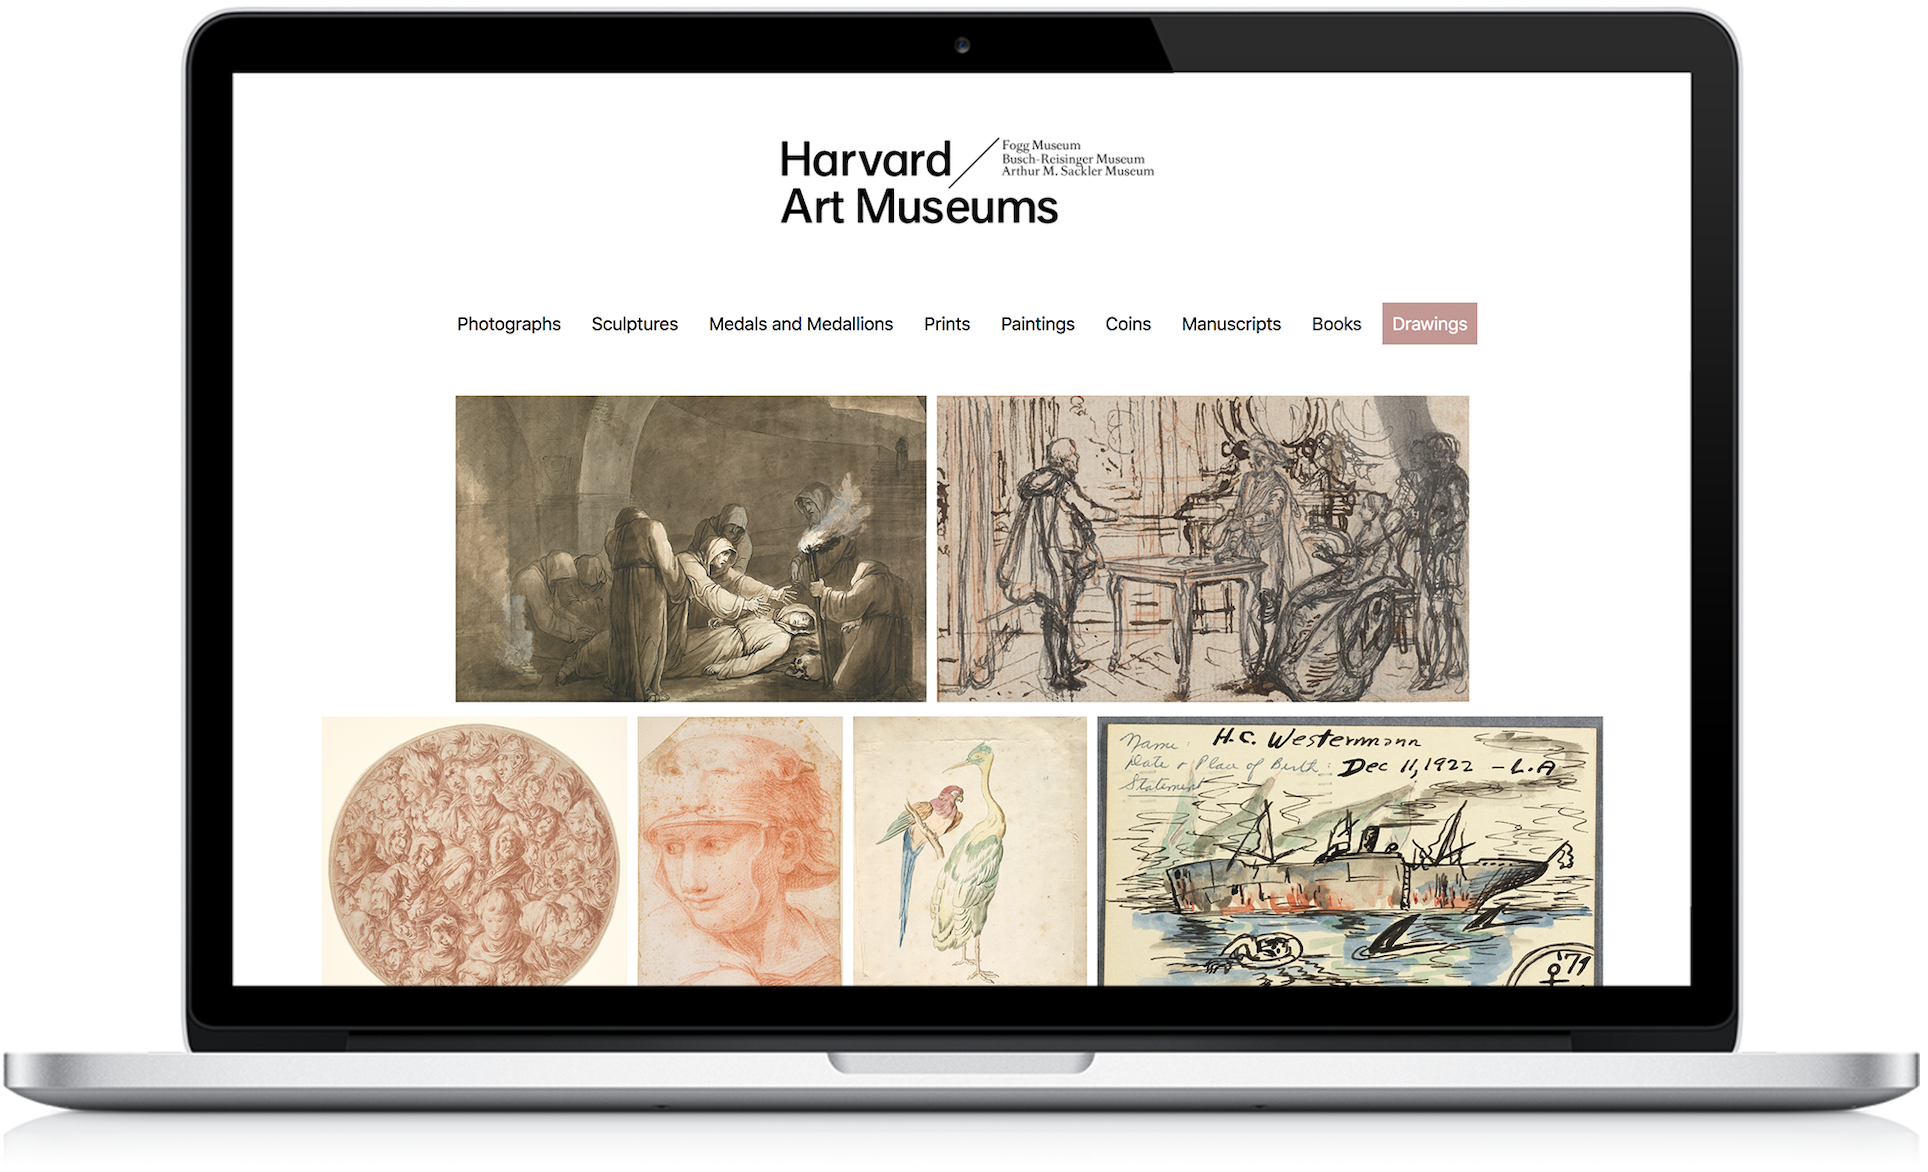 Harvard
Art Museums
Fogg Museum
Busch-Reisinger Museum
Arthur M. Sackler Museum
Photographs Sculptures Medals and Medallions Prints Paintings Coins Manuscripts Books Drawings
Name: H.C. Westermann
Date & Place of Birth: Dec 11, 1922 - L.A
Statement
'79